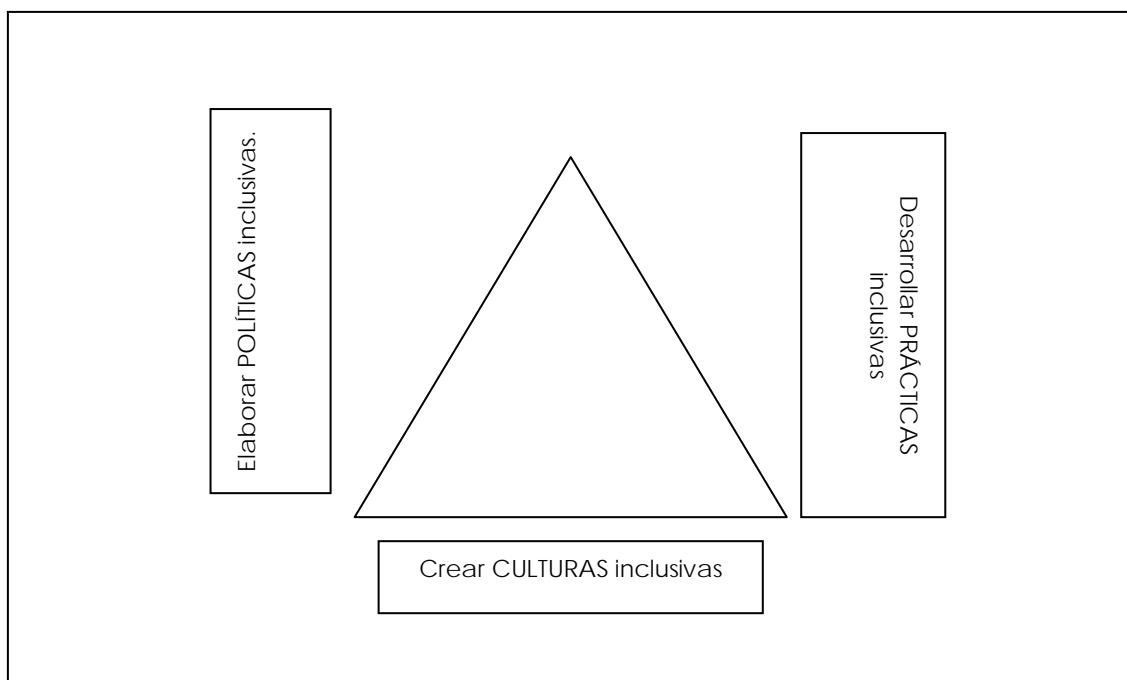 Elaborar POLÍTICAS inclusivas.
Desarrollar PRÁCTICAS
inclusivas
Crear CULTURAS inclusivas